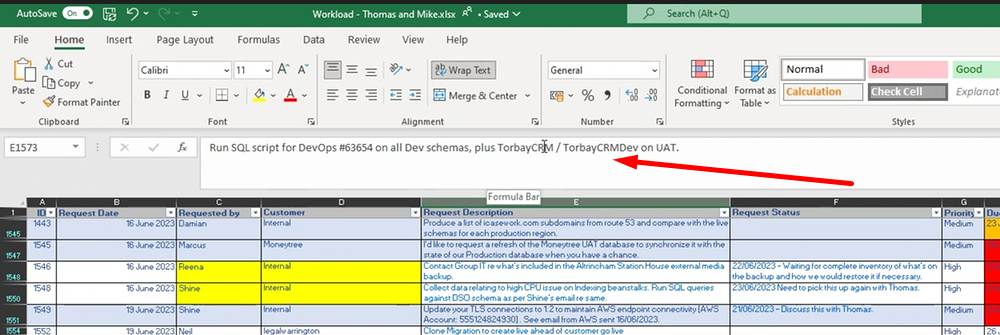 AutoSave On Workload - Thomas and Mike.xlsx • Saved Search (Alt+Q)
File Home Insert Page Layout Formulas Data Review View Help
Paste Cut Copy Format Painter
Clipboard
Calibri 11 A^ A˅
B I U A
Font
ab Wrap Text
Merge & Center
Alignment
General
% , .00
Number
Conditional Formatting Format as Table
Normal Bad Good
Calculation Check Cell Explanat
Styles
E1573 fx Run SQL script for DevOps #63654 on all Dev schemas, plus TorbayCRM / TorbayCRMDev on UAT.
Formula Bar
A B C D E F G
1 ID Request Date Requested by Customer Request Description Request Status Priority Du
1545 1443 16 June 2023 Damian Internal Produce a list of icasework.com subdomains from route 53 and compare with the live schemas for each production region. Medium 23
1547 1545 16 June 2023 Marcus Moneytree I'd like to request a refresh of the Moneytree UAT database to synchronize it with the state of our Production database when you have a chance. Medium
1548 1546 16 June 2023 Reena Internal Contact Group IT re what's included in the Altrincham Station House external media backup. 22/06/2023 - Waiting for complete inventory of what's on the backup and how we would restore it if necessary. High
1550 1548 16 June 2023 Shine Internal Collect data relating to high CPU issue on Indexing beanstalks. Run SQL queries against DSO schema as per Shine's email re same. 23/06/2023 Need to pick this up again with Thomas. High
1551 1549 16 June 2023 Shine Internal Update your TLS connections to 1.2 to maintain AWS endpoint connectivity [AWS Account: 555124824930] . See email from AWS sent 16/06/2023. 21/06/2023 - Discuss this with Thomas. Medium
1554 1552 19 June 2023 Neil legalyarrington Clone Migration to create live ahead of customer go live High 26